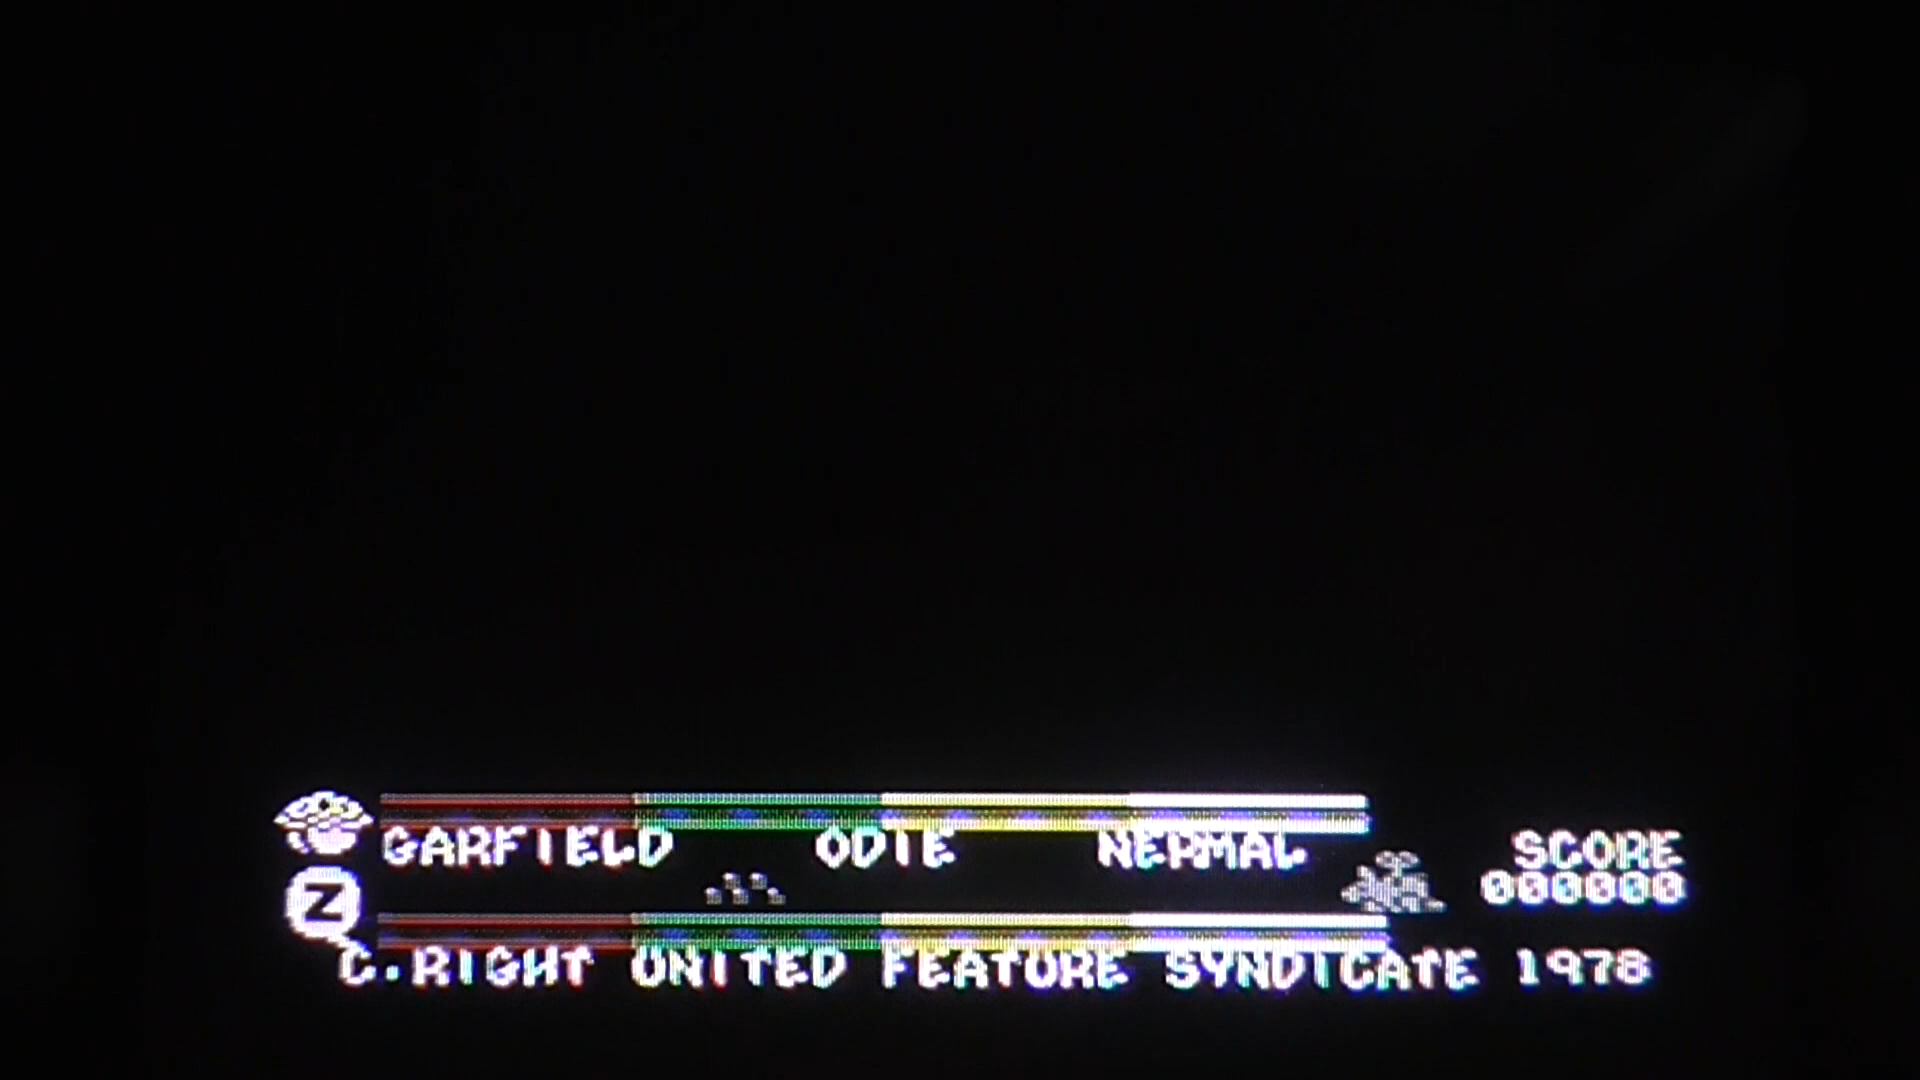 GARFIELD ODIE NERMAL
SCORE
Z
000000
C.RIGHT UNITED FEATURE SYNDICATE 1978